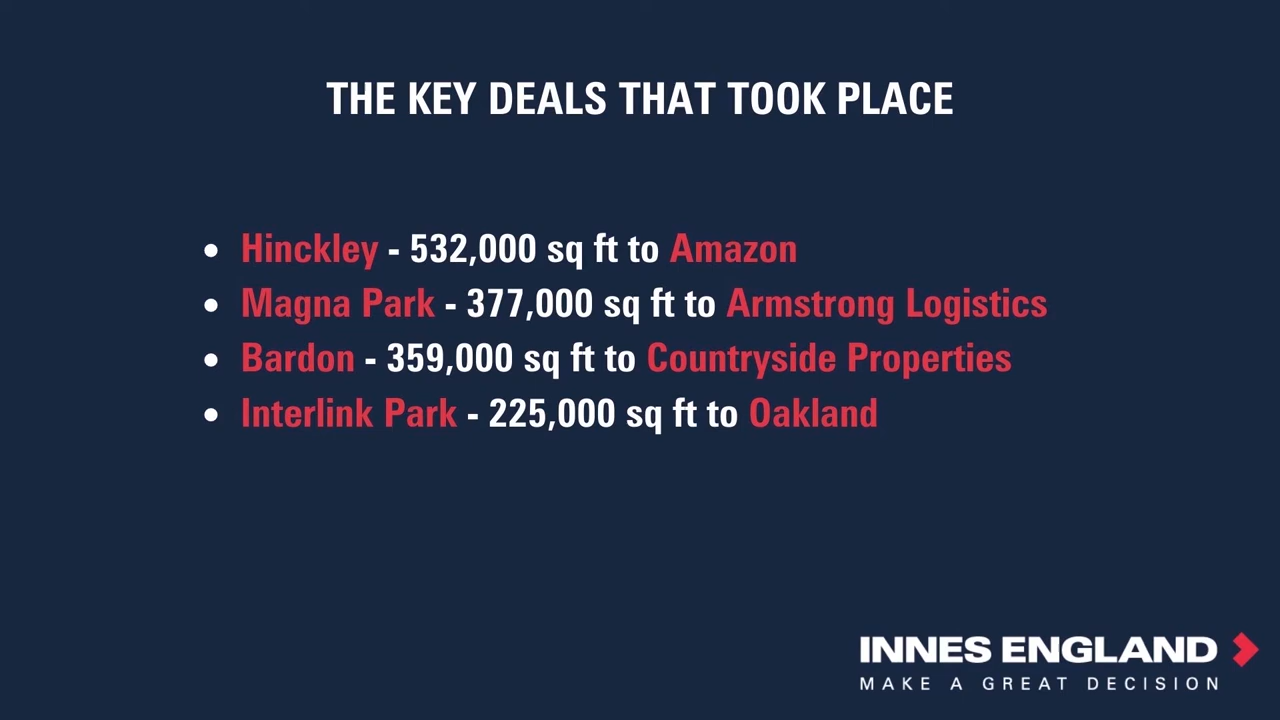 THE KEY DEALS THAT TOOK PLACE
• Hinckley - 532,000 sq ft to Amazon
• Magna Park - 377,000 sq ft to Armstrong Logistics
• Bardon - 359,000 sq ft to Countryside Properties
• Interlink Park - 225,000 sq ft to Oakland
INNES ENGLAND
MAKE A GREAT DECISION